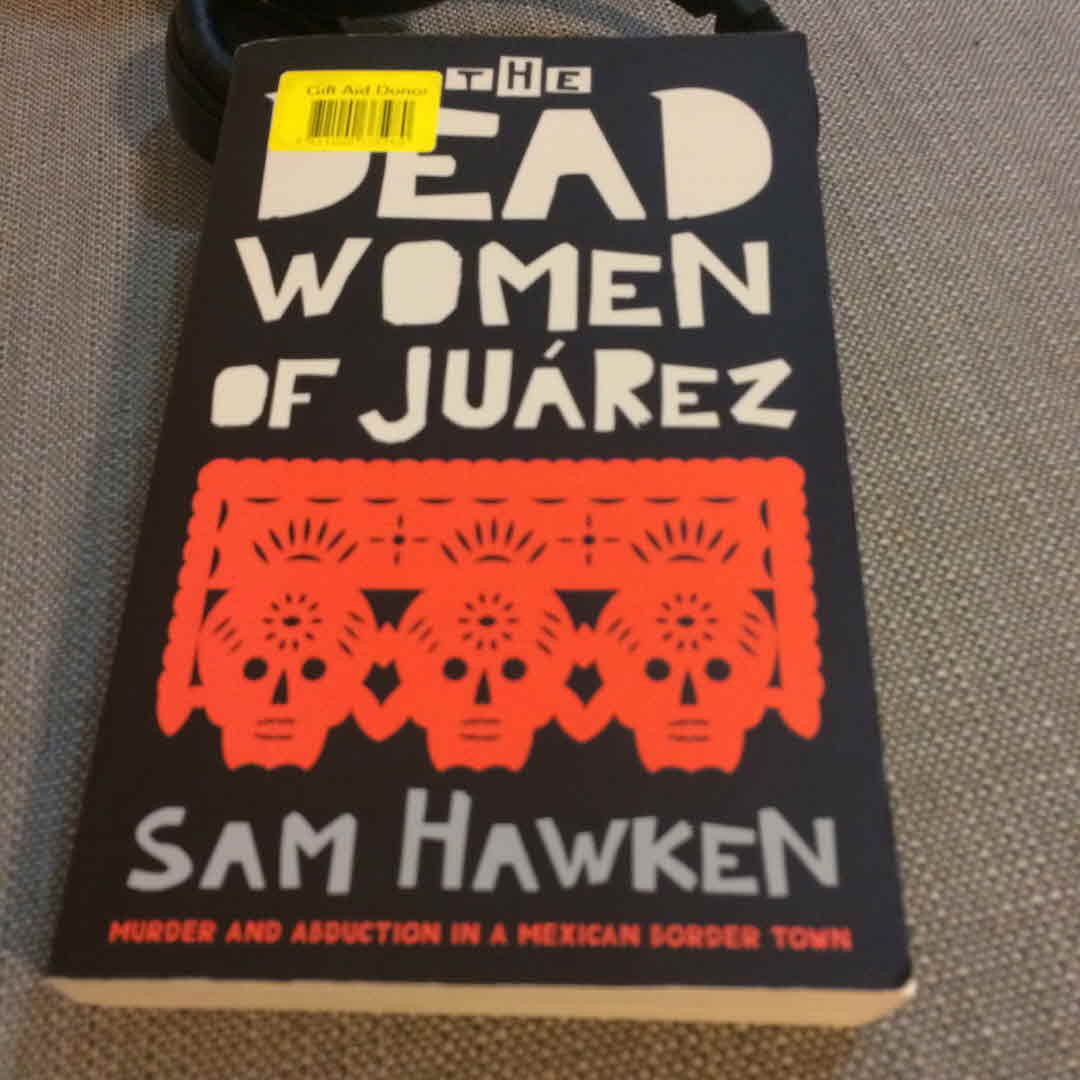 THE
Gift Aid Donor
DEAD
WOMEN
OF JUÁREZ
SAM HAWKEN
MURDER AND ABDUCTION IN A MEXICAN BORDER TOWN